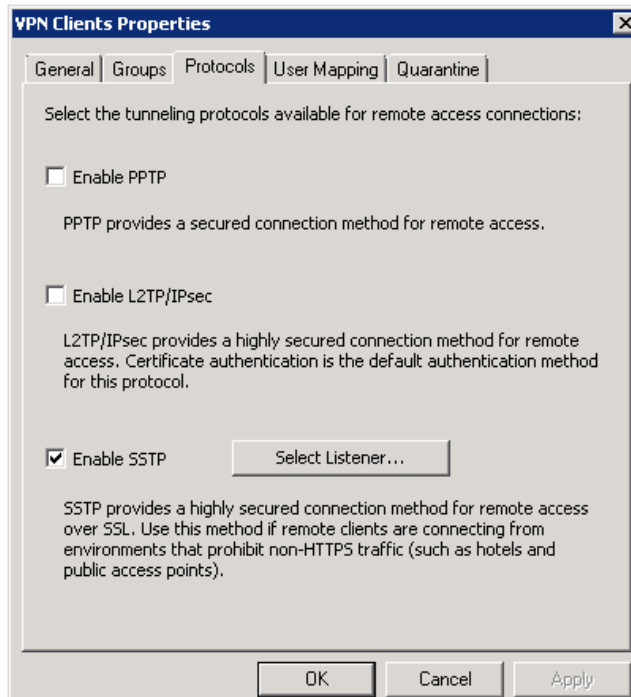 VPN Clients Properties
General Groups Protocols User Mapping Quarantine
Select the tunneling protocols available for remote access connections:
Enable PPTP
PPTP provides a secured connection method for remote access.
Enable L2TP/IPsec
L2TP/IPsec provides a highly secured connection method for remote
access. Certificate authentication is the default authentication method
for this protocol.
Enable SSTP Select Listener...
SSTP provides a highly secured connection method for remote access
over SSL. Use this method if remote clients are connecting from
environments that prohibit non-HTTPS traffic (such as hotels and
public access points).
OK Cancel Apply